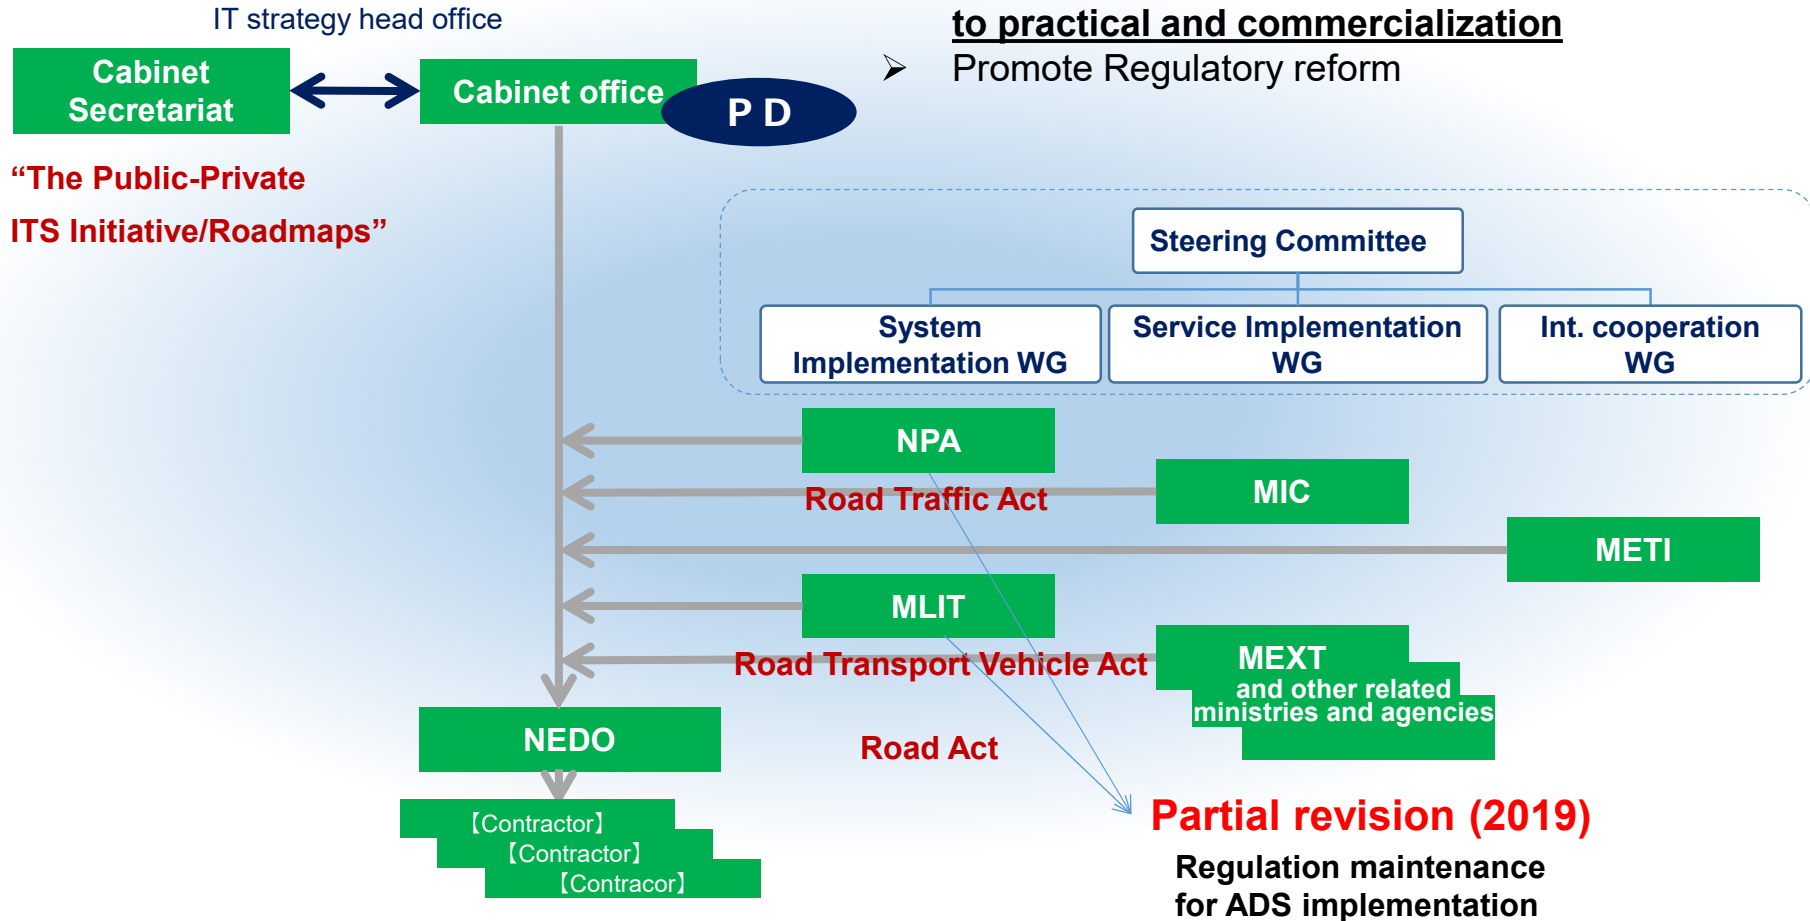 IT strategy head office
to practical and commercialization
➢ Promote Regulatory reform
Cabinet
Secretariat
Cabinet office
P D
“The Public-Private
ITS Initiative/Roadmaps”
Steering Committee
System
Implementation WG
Service Implementation
WG
Int. cooperation
WG
NPA
Road Traffic Act
MIC
METI
MLIT
Road Transport Vehicle Act
MEXT
and other related
ministries and agencies
NEDO
Road Act
【Contractor】
【Contractor】
【Contracor】
Partial revision (2019)
Regulation maintenance
for ADS implementation